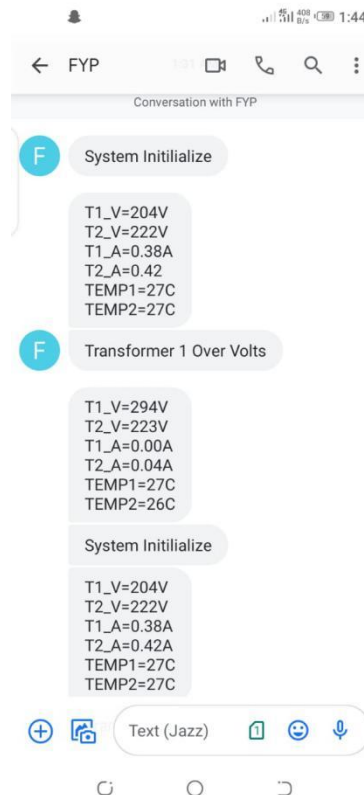 4G
408
B/s
58
1:44
FYP
Conversation with FYP
F
System Initilialize
T1_V=204V
T2_V=222V
T1_A=0.38A
T2_A=0.42
TEMP1=27C
TEMP2=27C
F
Transformer 1 Over Volts
T1_V=294V
T2_V=223V
T1_A=0.00A
T2_A=0.04A
TEMP1=27C
TEMP2=26C
System Initilialize
T1_V=204V
T2_V=222V
T1_A=0.38A
T2_A=0.42A
TEMP1=27C
TEMP2=27C
Text (Jazz)
1